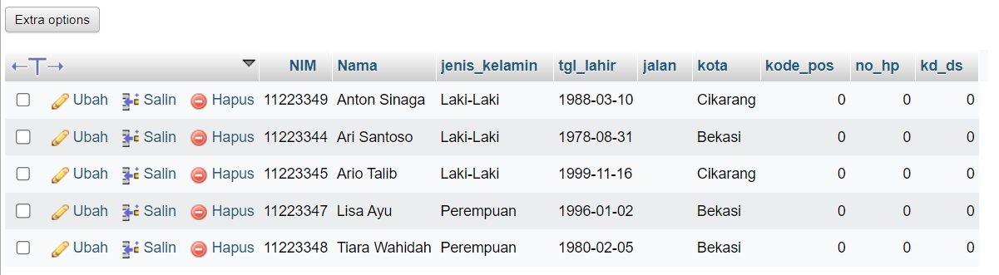 Extra options
←T→ NIM Nama jenis_kelamin tgl_lahir jalan kota kode_pos no_hp kd_ds
Ubah Salin Hapus 11223349 Anton Sinaga Laki-Laki 1988-03-10 Cikarang 0 0 0
Ubah Salin Hapus 11223344 Ari Santoso Laki-Laki 1978-08-31 Bekasi 0 0 0
Ubah Salin Hapus 11223345 Ario Talib Laki-Laki 1999-11-16 Cikarang 0 0 0
Ubah Salin Hapus 11223347 Lisa Ayu Perempuan 1996-01-02 Bekasi 0 0 0
Ubah Salin Hapus 11223348 Tiara Wahidah Perempuan 1980-02-05 Bekasi 0 0 0